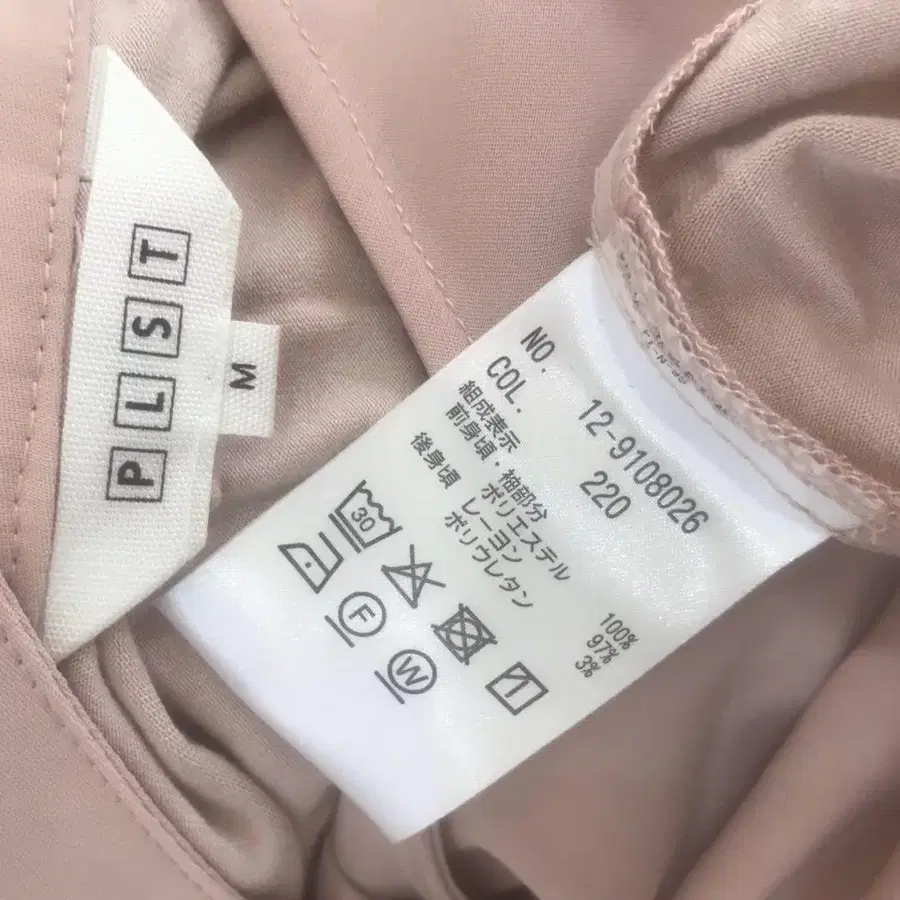 PLST
M
NO. 12-9108026
COL. 220
組成表示
前身頃・袖部分
ポリエステル 100%
後身頃 レーヨン 97%
ポリウレタン 3%
30
F
W